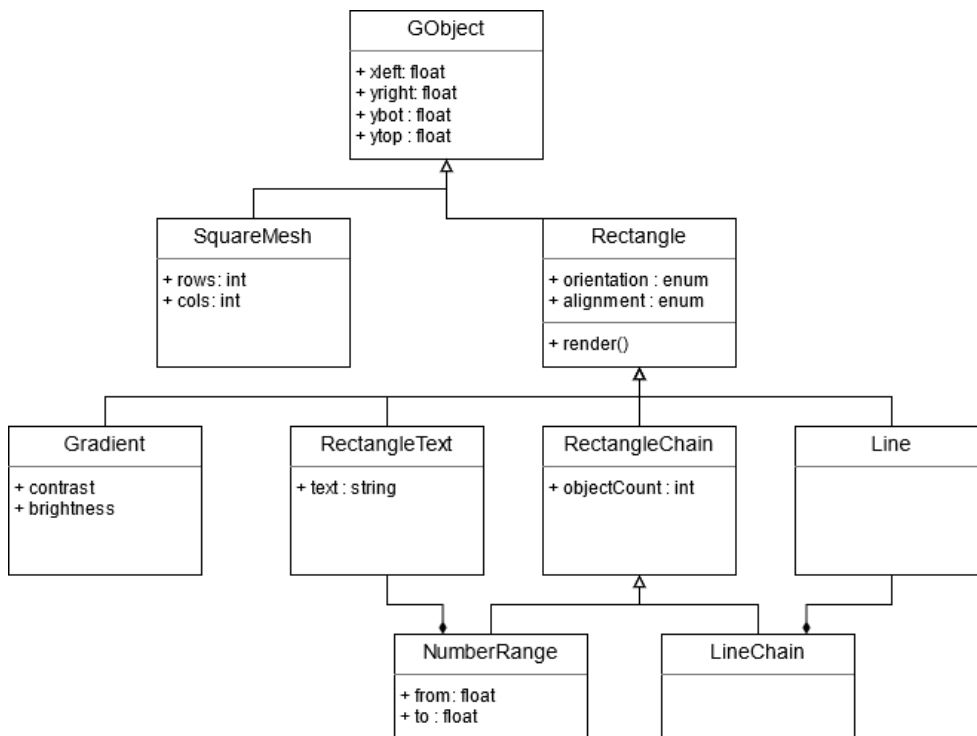 GObject
+ xleft: float
+ yright: float
+ ybot : float
+ ytop : float
SquareMesh
+ rows: int
+ cols: int
Rectangle
+ orientation : enum
+ alignment : enum
+ render()
Gradient
+ contrast
+ brightness
RectangleText
+ text : string
RectangleChain
+ objectCount : int
Line
NumberRange
+ from: float
+ to : float
LineChain